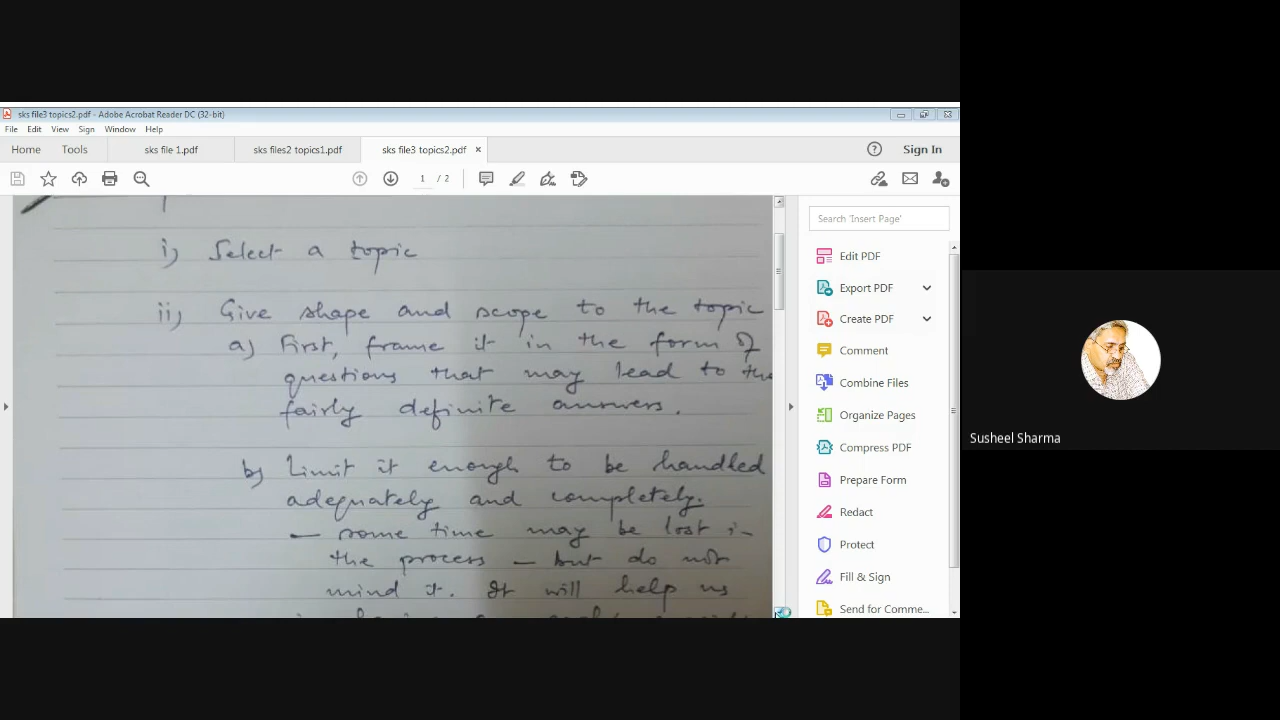 sks file3 topics2.pdf - Adobe Acrobat Reader DC (32-bit)
File Edit View Sign Window Help
Home Tools sks file 1.pdf sks files2 topics1.pdf sks file3 topics2.pdf × ? Sign In
1 / 2
Search 'Insert Page'
Edit PDF
Export PDF
Create PDF
Comment
Combine Files
Organize Pages
Compress PDF
Prepare Form
Redact
Protect
Fill & Sign
Send for Comme...
i) Select a topic
ii) Give shape and scope to the topic
a) First, frame it in the form of
questions that may lead to the
fairly definite answers.
b) Limit it enough to be handled
adequately and completely.
— some time may be lost in
the process — but do not
mind it. It will help us
Susheel Sharma